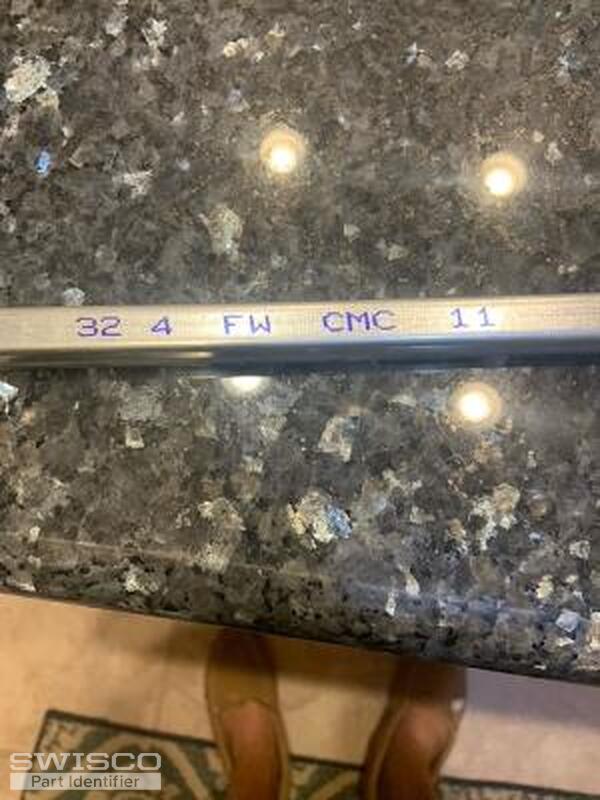 32 4 FW CMC 11
SWISCO
Part Identifier